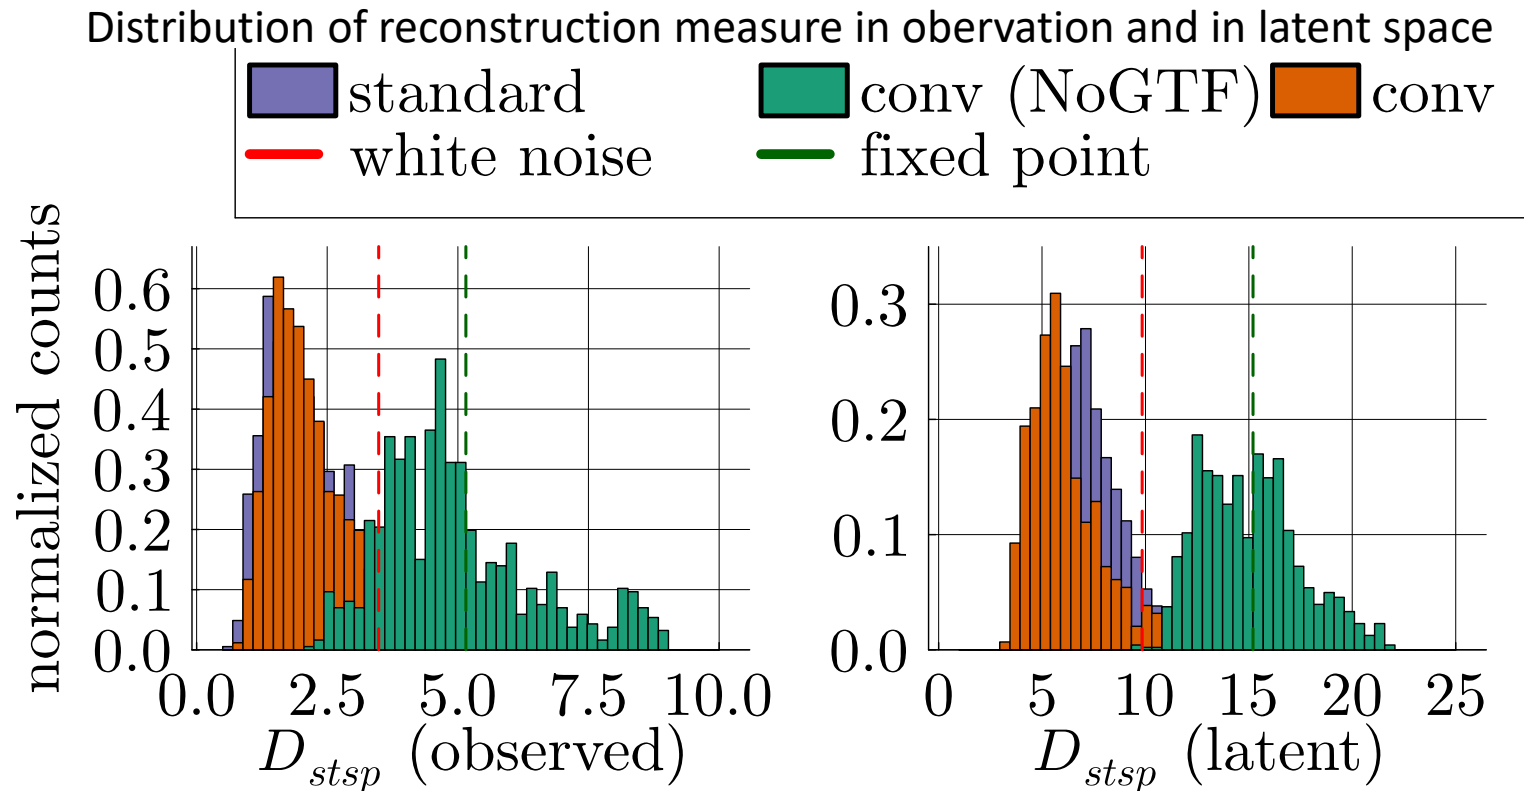 Distribution of reconstruction measure in obervation and in latent space
standard conv (NoGTF) conv
white noise fixed point
normalized counts
0.6
0.5
0.4
0.3
0.2
0.1
0.0
0.0 2.5 5.0 7.5 10.0
D_stsp (observed)
0.3
0.2
0.1
0.0
0 5 10 15 20 25
D_stsp (latent)